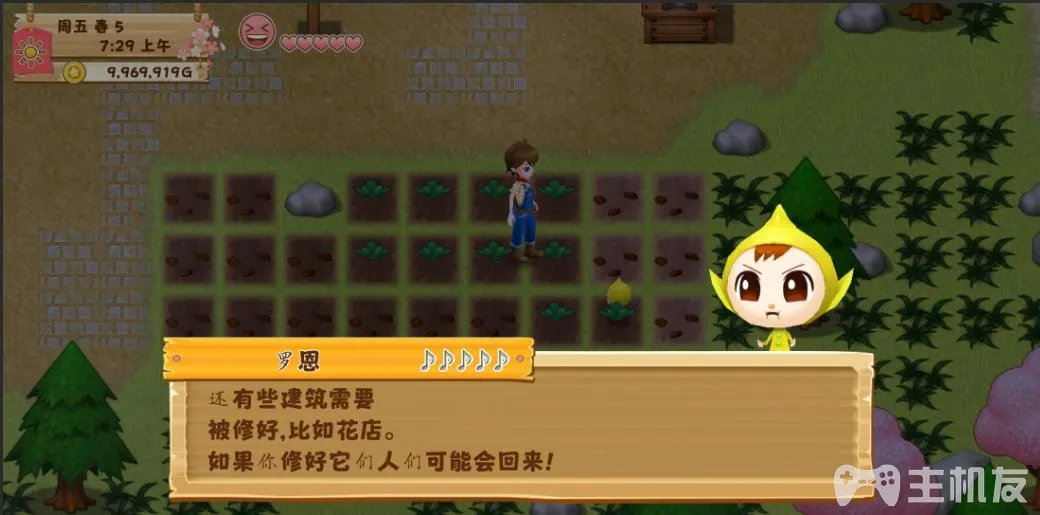 周五 春 5
7:29 上午
9,969,919G
罗恩
还有些建筑需要
被修好,比如花店。
如果你修好它们人们可能会回来!
主机友